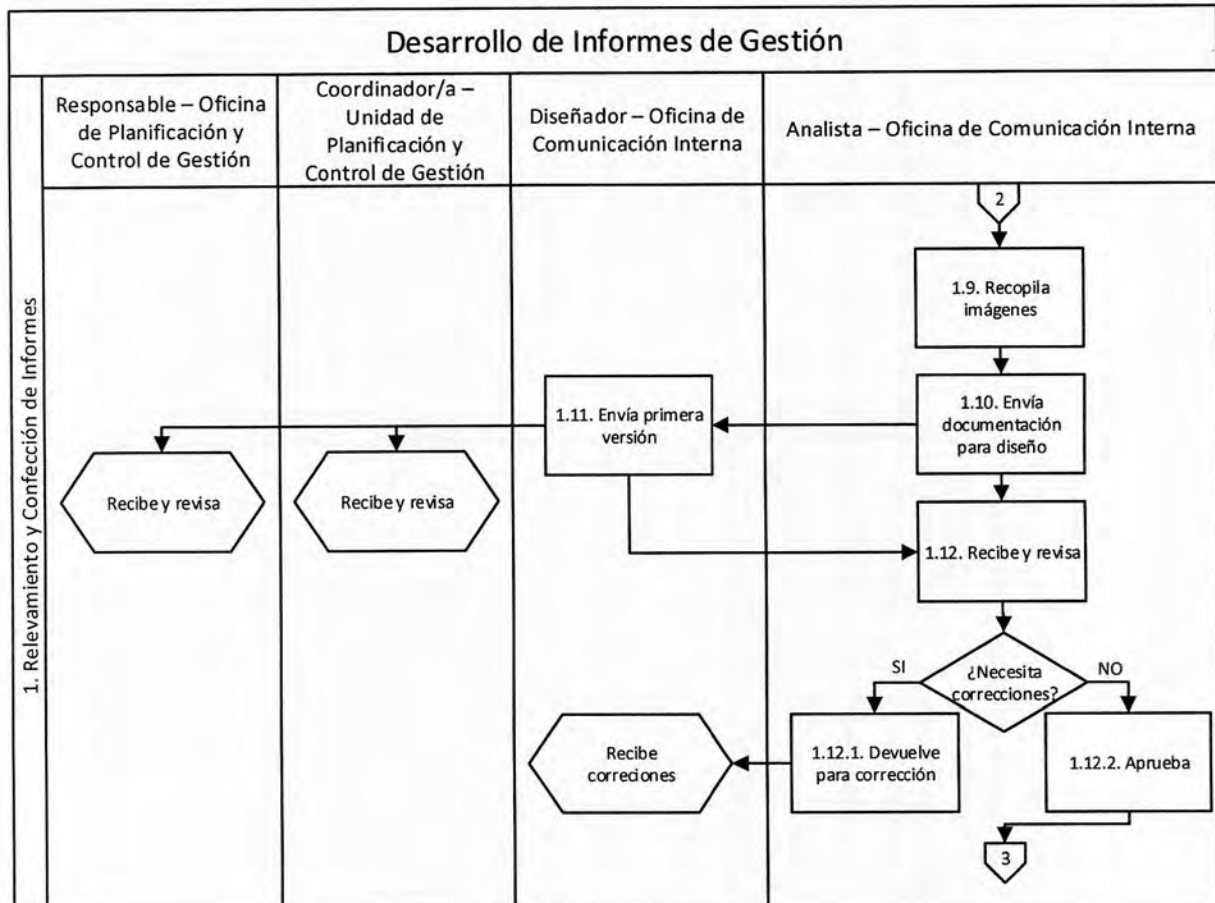 Desarrollo de Informes de Gestión
Responsable – Oficina
de Planificación y
Control de Gestión
Coordinador/a –
Unidad de
Planificación y
Control de Gestión
Diseñador – Oficina de
Comunicación Interna
Analista – Oficina de Comunicación Interna
1. Relevamiento y Confección de Informes
2
1.9. Recopila
imágenes
1.10. Envía
documentación
para diseño
1.11. Envía primera
versión
Recibe y revisa
Recibe y revisa
1.12. Recibe y revisa
¿Necesita
correcciones?
SI
NO
1.12.1. Devuelve
para corrección
1.12.2. Aprueba
Recibe
correciones
3